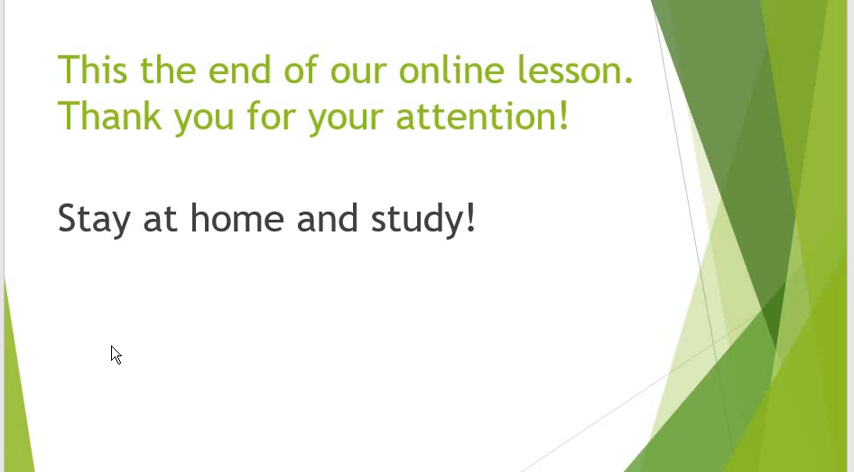 This the end of our online lesson.
Thank you for your attention!
Stay at home and study!